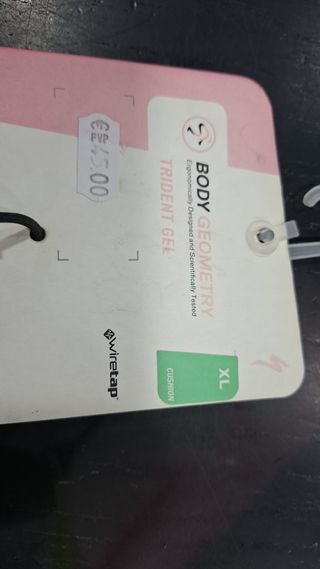 BODY GEOMETRY
Ergonomically Designed and Scientifically Tested
TRIDENT GEL
45.00
XL
CUSHION
wiretap